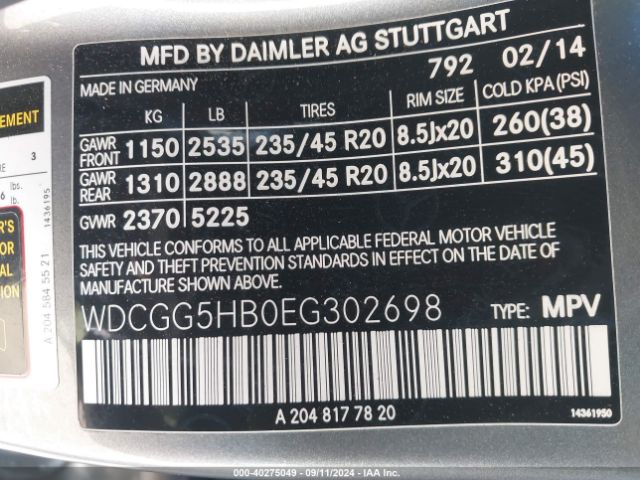 MFD BY DAIMLER AG STUTTGART
MADE IN GERMANY 792 02/14
KG LB TIRES RIM SIZE COLD KPA(PSI)
GAWR FRONT 1150 2535 235/45 R20 8.5Jx20 260(38)
GAWR REAR 1310 2888 235/45 R20 8.5Jx20 310(45)
GWR 2370 5225
THIS VEHICLE CONFORMS TO ALL APPLICABLE FEDERAL MOTOR VEHICLE
SAFETY AND THEFT PREVENTION STANDARDS IN EFFECT ON THE DATE OF
MANUFACTURE SHOWN ABOVE.
WDCGG5HB0EG302698 TYPE: MPV
A 204 817 78 20
14361950
EMENT
3
lbs.
lb.
1436195
A 204 584 55 21
000-40275049 - 09/11/2024 - IAA Inc.